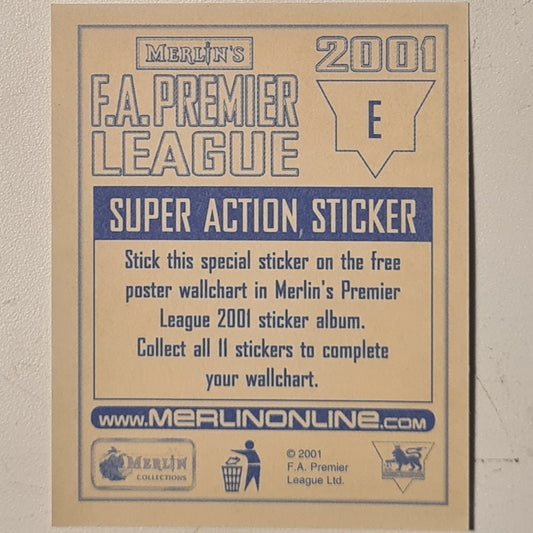 MERLIN'S
F.A. PREMIER
LEAGUE
2001
E
SUPER ACTION STICKER
Stick this special sticker on the free
poster wallchart in Merlin's Premier
League 2001 sticker album.
Collect all 11 stickers to complete
your wallchart.
www.MERLINONLINE.com
MERLIN
COLLECTIONS
© 2001
F.A. Premier
League Ltd.